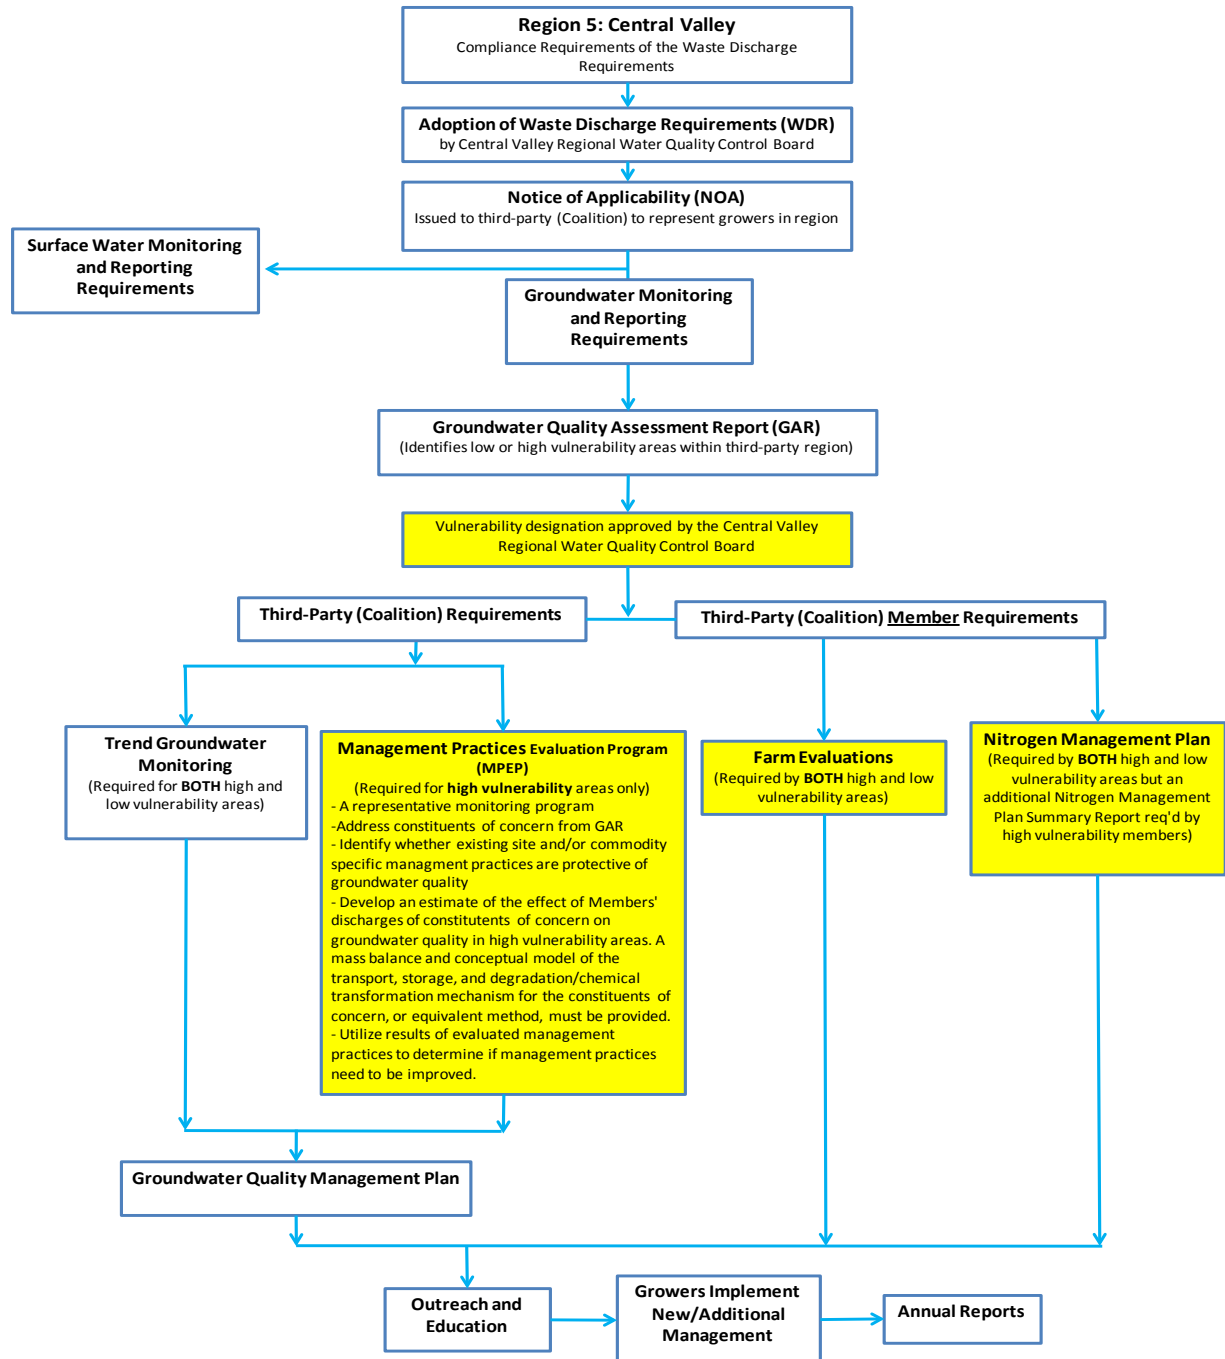 Region 5: Central Valley
Compliance Requirements of the Waste Discharge
Requirements
Adoption of Waste Discharge Requirements (WDR)
by Central Valley Regional Water Quality Control Board
Notice of Applicability (NOA)
Issued to third-party (Coalition) to represent growers in region
Surface Water Monitoring
and Reporting
Requirements
Groundwater Monitoring
and Reporting
Requirements
Groundwater Quality Assessment Report (GAR)
(Identifies low or high vulnerability areas within third-party region)
Vulnerability designation approved by the Central Valley
Regional Water Quality Control Board
Third-Party (Coalition) Requirements
Third-Party (Coalition) Member Requirements
Trend Groundwater
Monitoring
(Required for BOTH high and
low vulnerability areas)
Management Practices Evaluation Program
(MPEP)
(Required for high vulnerability areas only)
- A representative monitoring program
-Address constituents of concern from GAR
- Identify whether existing site and/or commodity
specific managment practices are protective of
groundwater quality
- Develop an estimate of the effect of Members'
discharges of constitutents of concern on
groundwater quality in high vulnerability areas. A
mass balance and conceptual model of the
transport, storage, and degradation/chemical
transformation mechanism for the constituents of
concern, or equivalent method, must be provided.
- Utilize results of evaluated management
practices to determine if management practices
need to be improved.
Farm Evaluations
(Required by BOTH high and low
vulnerability areas)
Nitrogen Management Plan
(Required by BOTH high and low
vulnerability areas but an
additional Nitrogen Management
Plan Summary Report req'd by
high vulnerability members)
Groundwater Quality Management Plan
Outreach and
Education
Growers Implement
New/Additional
Management
Annual Reports